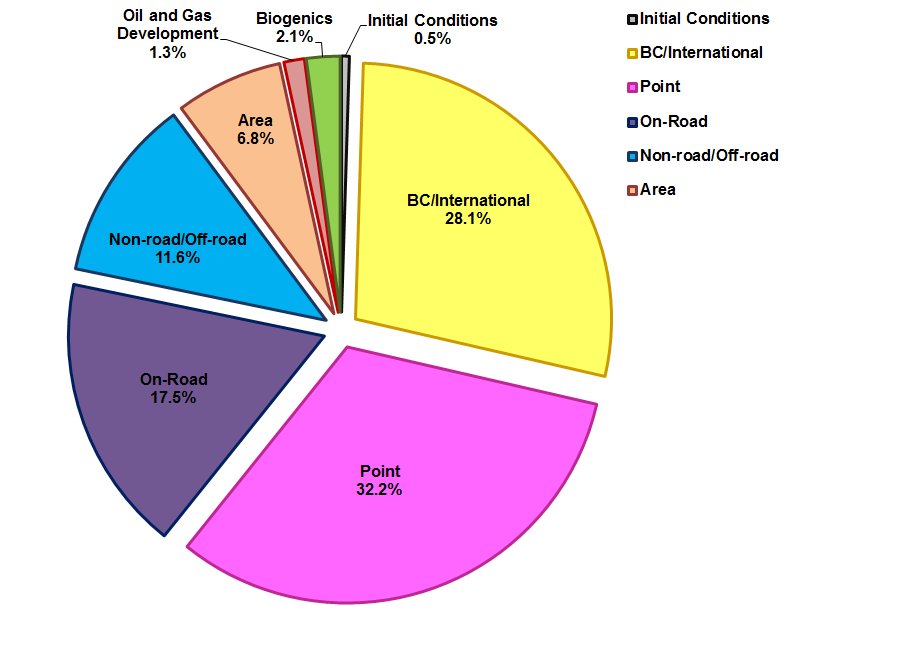 Oil and Gas
Development
1.3%
Biogenics
2.1%
Initial Conditions
0.5%
BC/International
28.1%
Point
32.2%
On-Road
17.5%
Non-road/Off-road
11.6%
Area
6.8%
Initial Conditions
BC/International
Point
On-Road
Non-road/Off-road
Area